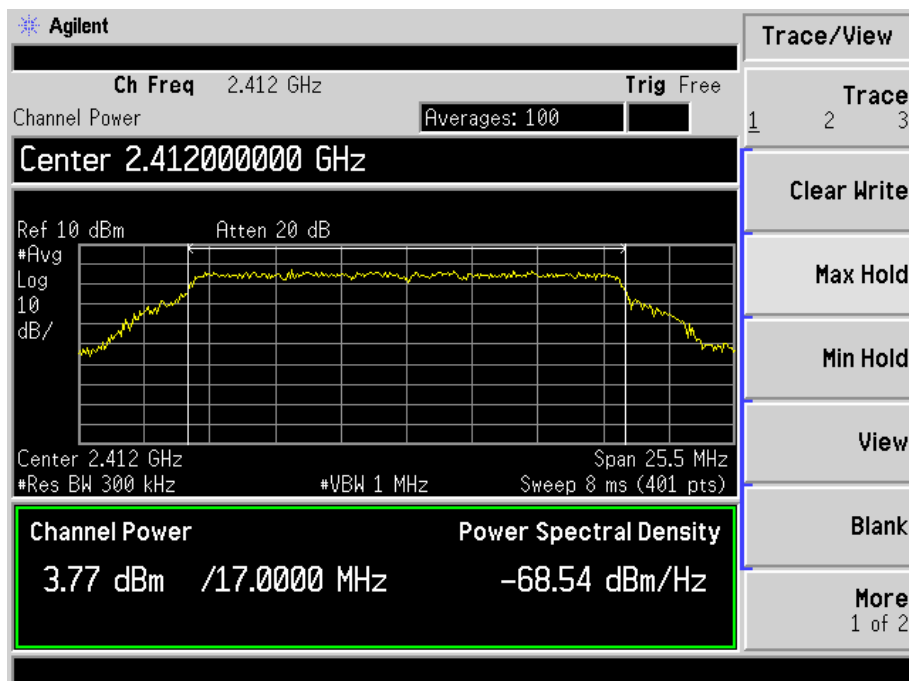 Agilent
Trace/View
Ch Freq 2.412 GHz Trig Free
Channel Power Averages: 100
Center 2.412000000 GHz
Ref 10 dBm Atten 20 dB
#Avg
Log
10
dB/
Center 2.412 GHz Span 25.5 MHz
#Res BW 300 kHz #VBW 1 MHz Sweep 8 ms (401 pts)
Channel Power Power Spectral Density
3.77 dBm /17.0000 MHz -68.54 dBm/Hz
Trace
1 2 3
Clear Write
Max Hold
Min Hold
View
Blank
More
1 of 2